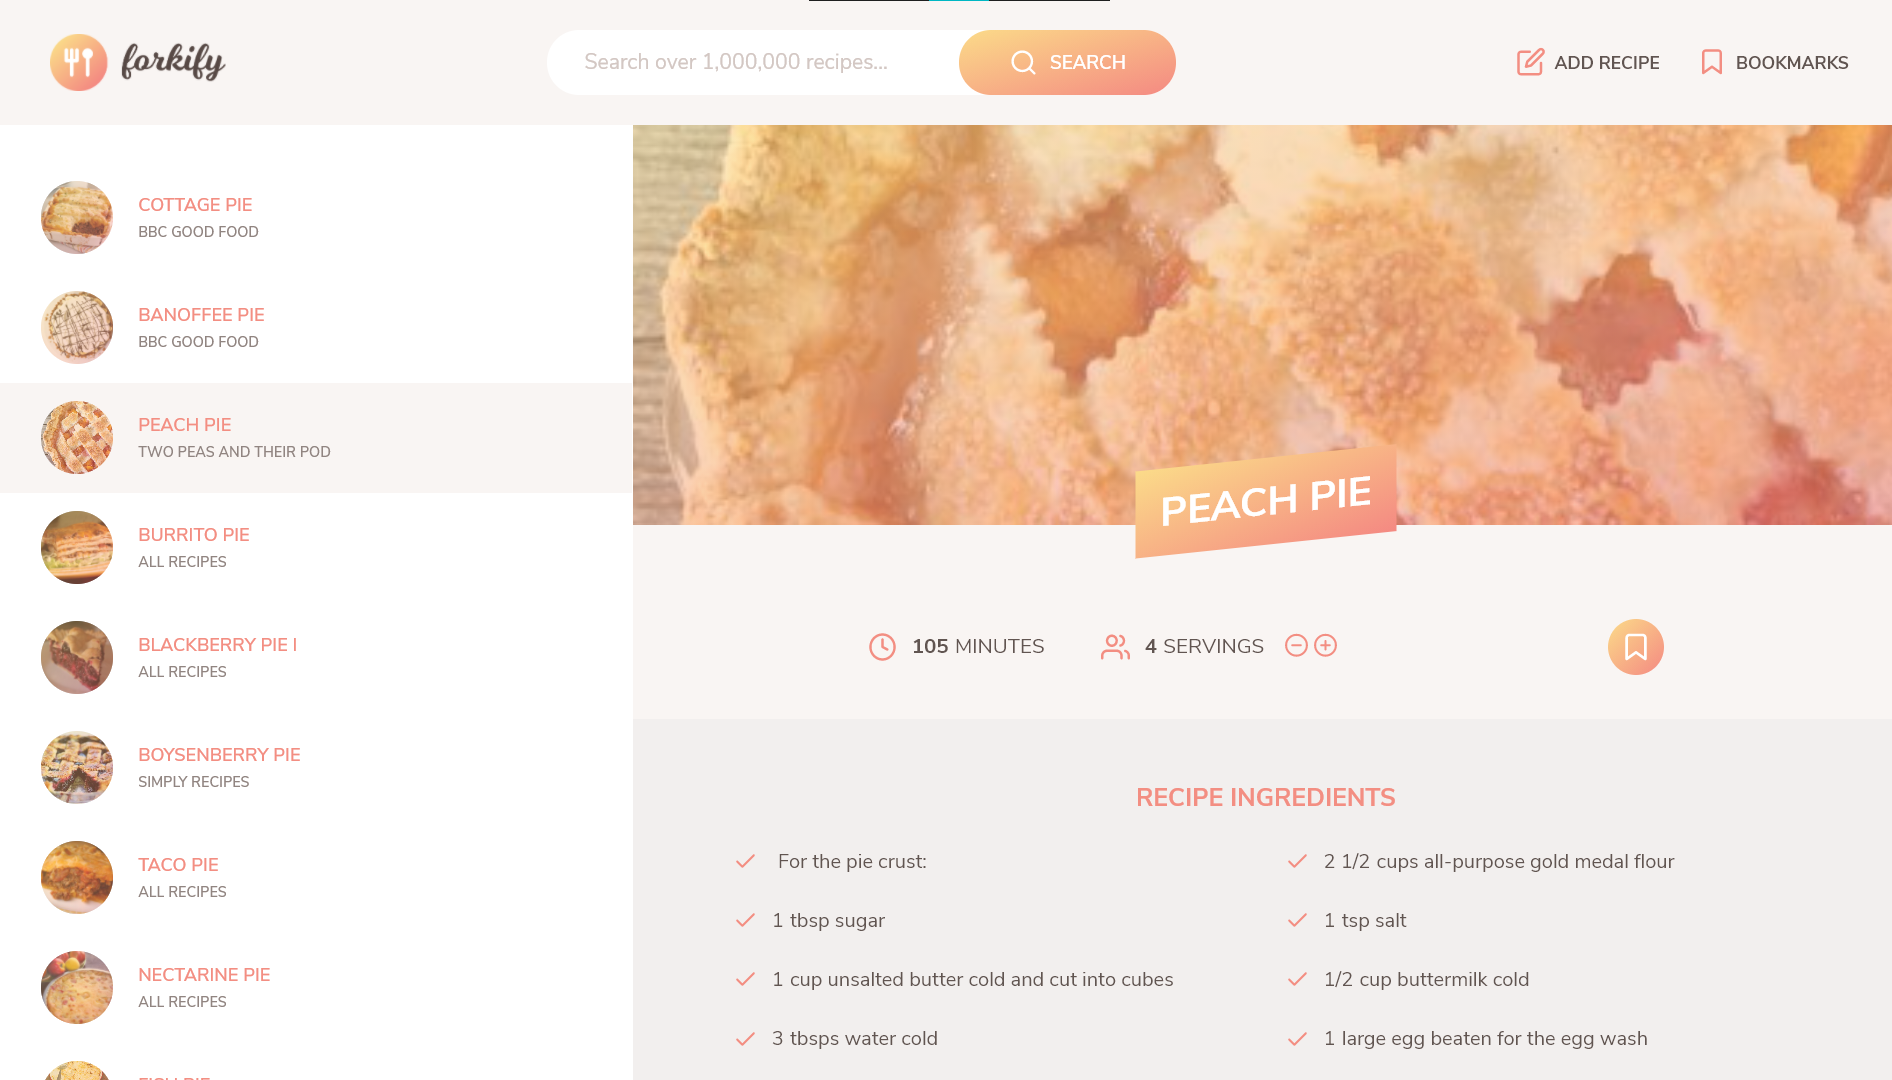 forkify
Search over 1,000,000 recipes...
SEARCH
ADD RECIPE
BOOKMARKS
COTTAGE PIE
BBC GOOD FOOD
BANOFFEE PIE
BBC GOOD FOOD
PEACH PIE
TWO PEAS AND THEIR POD
BURRITO PIE
ALL RECIPES
BLACKBERRY PIE I
ALL RECIPES
BOYSENBERRY PIE
SIMPLY RECIPES
TACO PIE
ALL RECIPES
NECTARINE PIE
ALL RECIPES
PEACH PIE
105 MINUTES
4 SERVINGS
RECIPE INGREDIENTS
For the pie crust:
2 1/2 cups all-purpose gold medal flour
1 tbsp sugar
1 tsp salt
1 cup unsalted butter cold and cut into cubes
1/2 cup buttermilk cold
3 tbsps water cold
1 large egg beaten for the egg wash